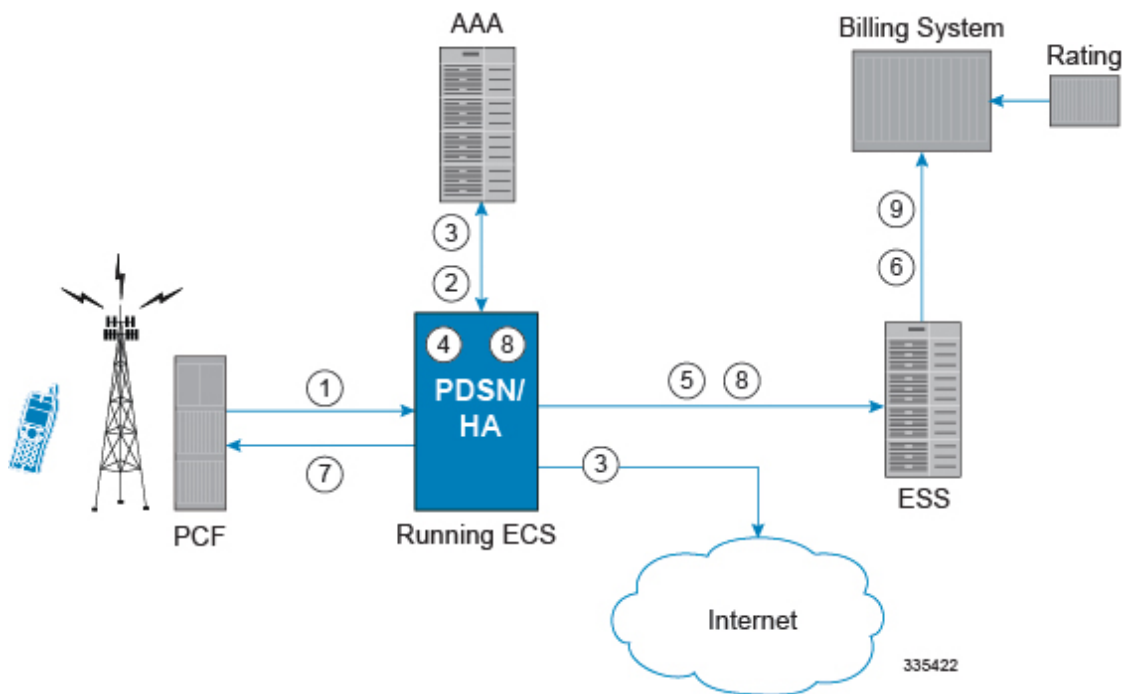 AAA
Billing System
Rating
3
2
9
6
4 8
PDSN/
HA
1
7
5 8
3
PCF
Running ECS
ESS
Internet
335422